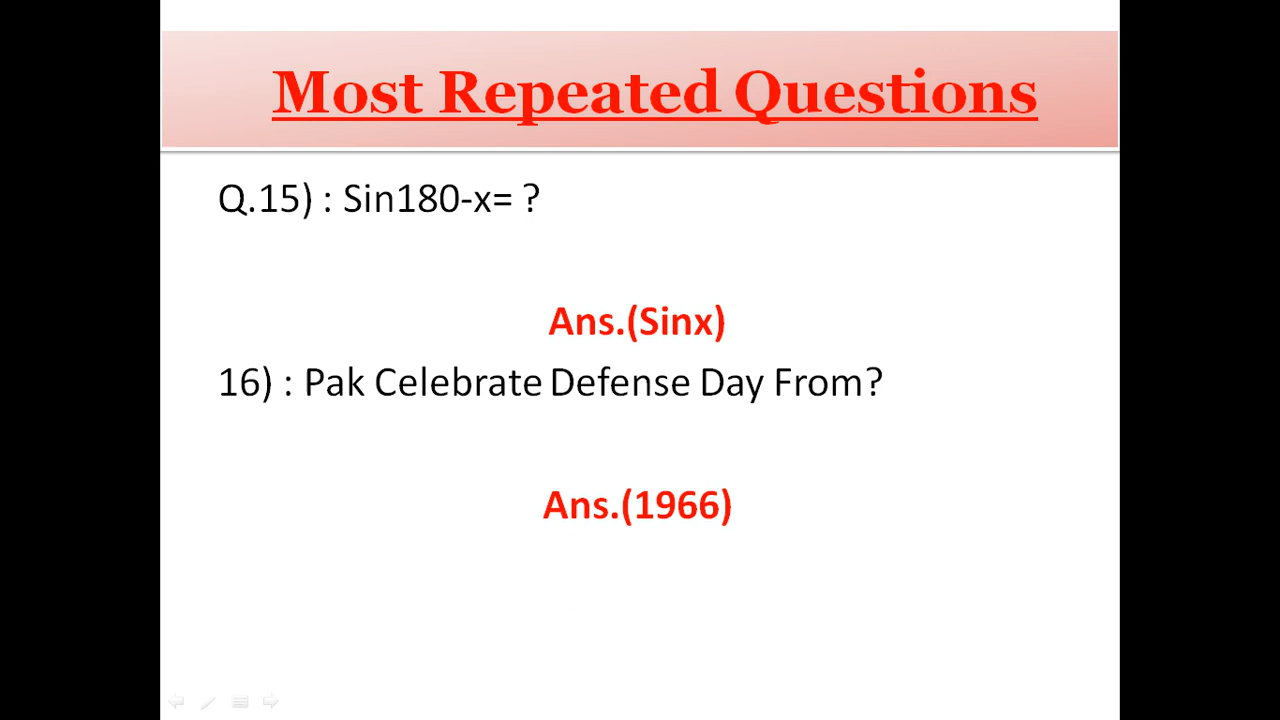 Most Repeated Questions
Q.15) : Sin180-x= ?
Ans.(Sinx)
16) : Pak Celebrate Defense Day From?
Ans.(1966)